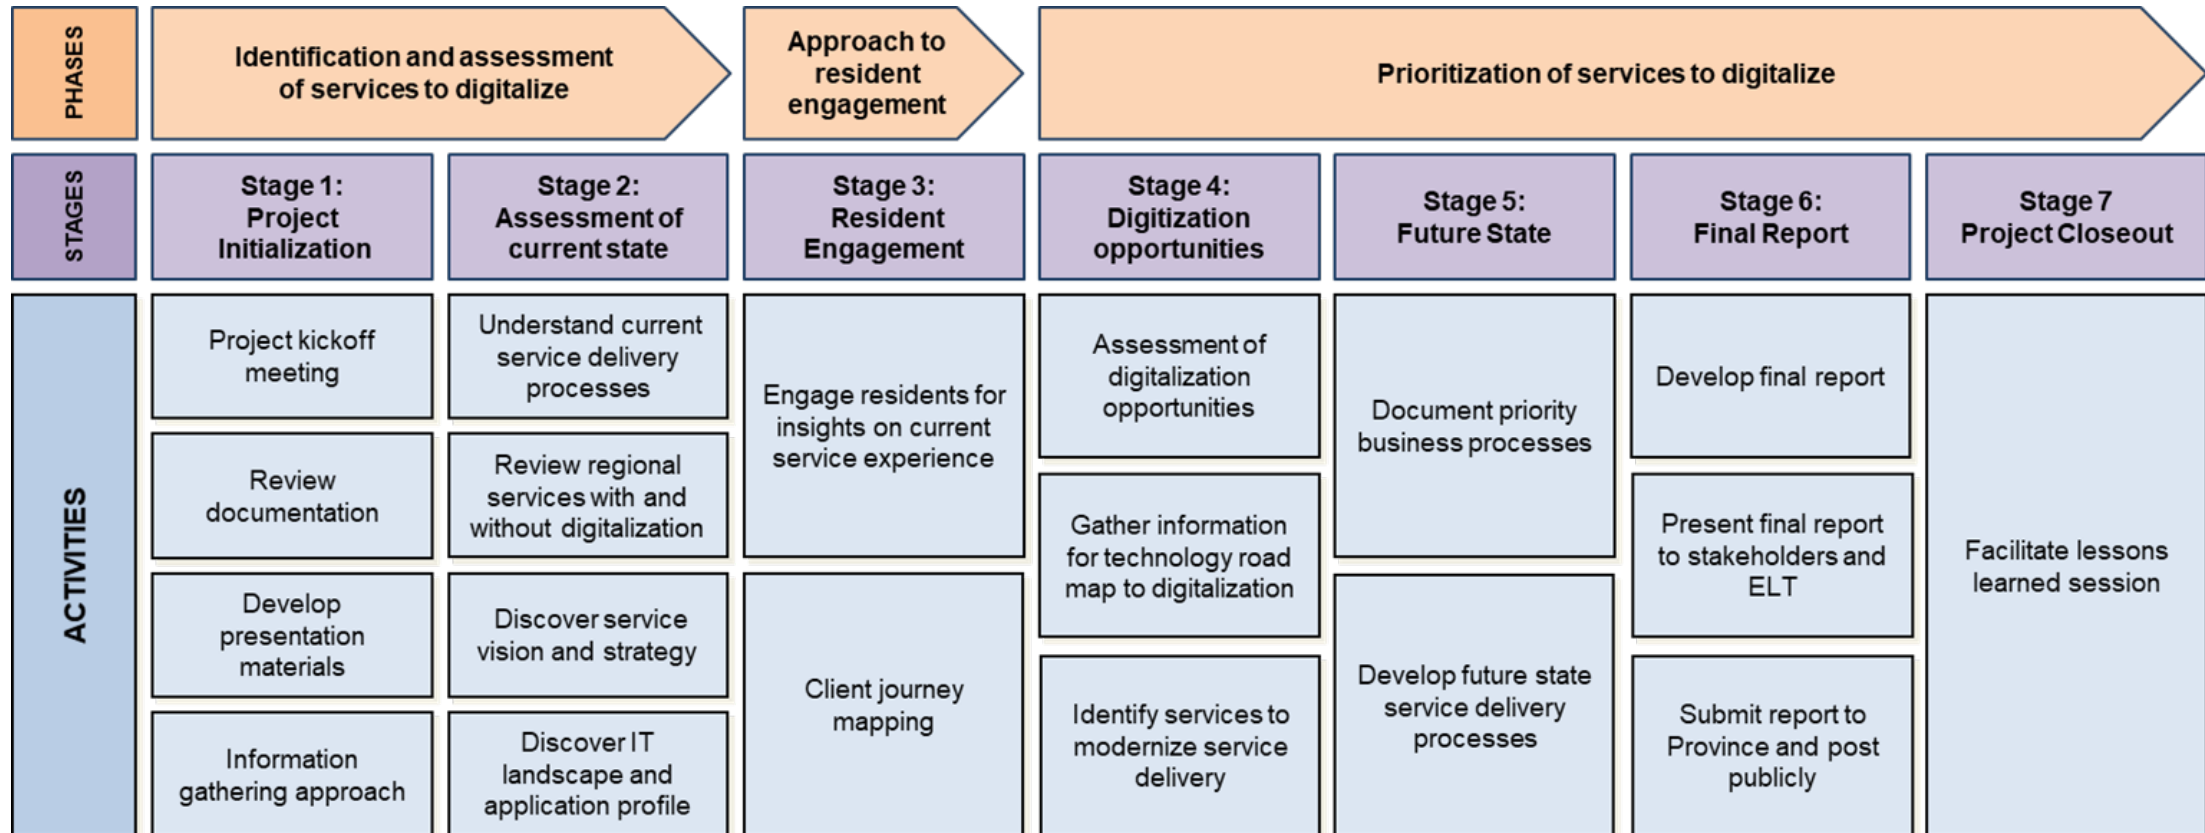 PHASES
Identification and assessment
of services to digitalize
Approach to
resident
engagement
Prioritization of services to digitalize
STAGES
Stage 1:
Project
Initialization
Stage 2:
Assessment of
current state
Stage 3:
Resident
Engagement
Stage 4:
Digitization
opportunities
Stage 5:
Future State
Stage 6:
Final Report
Stage 7
Project Closeout
ACTIVITIES
Project kickoff
meeting
Review
documentation
Develop
presentation
materials
Information
gathering approach
Understand current
service delivery
processes
Review regional
services with and
without digitalization
Discover service
vision and strategy
Discover IT
landscape and
application profile
Engage residents for
insights on current
service experience
Client journey
mapping
Assessment of
digitalization
opportunities
Gather information
for technology road
map to digitalization
Identify services to
modernize service
delivery
Document priority
business processes
Develop future state
service delivery
processes
Develop final report
Present final report
to stakeholders and
ELT
Submit report to
Province and post
publicly
Facilitate lessons
learned session